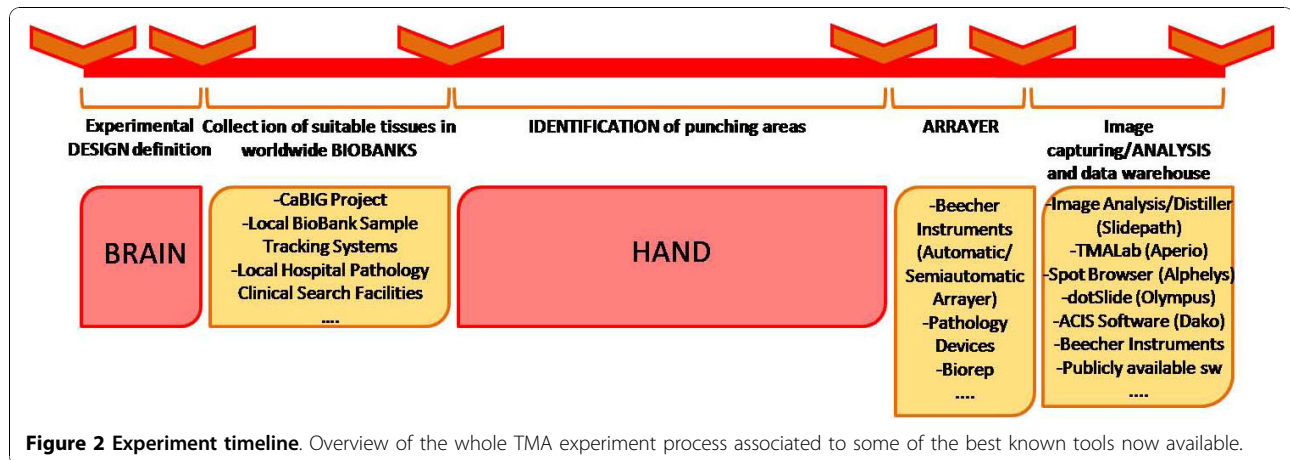 Experimental
DESIGN definition
Collection of suitable tissues in
worldwide BIOBANKS
IDENTIFICATION of punching areas
ARRAYER
Image
capturing/ANALYSIS
and data warehouse
BRAIN
-CaBIG Project
-Local BioBank Sample
Tracking Systems
-Local Hospital Pathology
Clinical Search Facilities
....
HAND
-Beecher
Instruments
(Automatic/
Semiautomatic
Arrayer)
-Pathology
Devices
-Biorep
....
-Image Analysis/Distiller
(Slidepath)
-TMALab (Aperio)
-Spot Browser (Alphelys)
-dotSlide (Olympus)
-ACIS Software (Dako)
-Beecher Instruments
-Publicly available sw
....
Figure 2 Experiment timeline. Overview of the whole TMA experiment process associated to some of the best known tools now available.